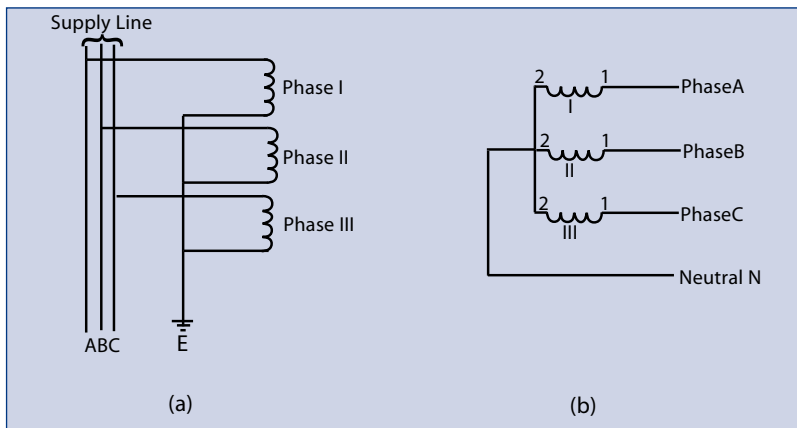 Supply Line
Phase I
Phase II
Phase III
ABC
E
(a)
2 1 PhaseA
I
2 1 PhaseB
II
2 1 PhaseC
III
Neutral N
(b)